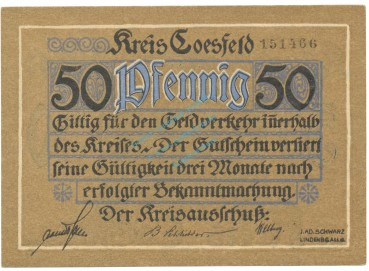 Kreis Coesfeld 151466
50 Pfennig 50
Gültig für den Geldverkehr innerhalb
des Kreises. Der Gutschein verliert
seine Gültigkeit drei Monate nach
erfolgter Bekanntmachung.
Der Kreisausschuß:
J. AD. SCHWARZ
LINDENBERG ALLG.